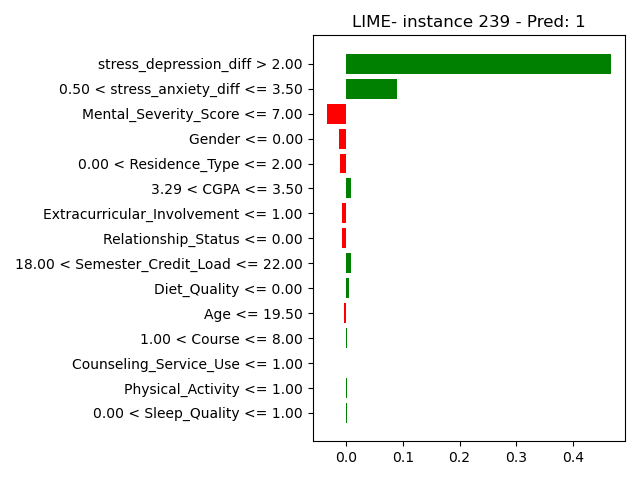 LIME- instance 239 - Pred: 1
stress_depression_diff > 2.00
0.50 < stress_anxiety_diff <= 3.50
Mental_Severity_Score <= 7.00
Gender <= 0.00
0.00 < Residence_Type <= 2.00
3.29 < CGPA <= 3.50
Extracurricular_Involvement <= 1.00
Relationship_Status <= 0.00
18.00 < Semester_Credit_Load <= 22.00
Diet_Quality <= 0.00
Age <= 19.50
1.00 < Course <= 8.00
Counseling_Service_Use <= 1.00
Physical_Activity <= 1.00
0.00 < Sleep_Quality <= 1.00
0.0 0.1 0.2 0.3 0.4